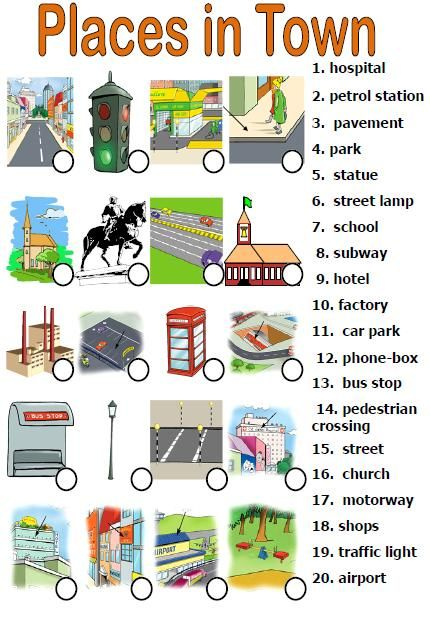 Places in Town
1. hospital
2. petrol station
3. pavement
4. park
5. statue
6. street lamp
7. school
8. subway
9. hotel
10. factory
11. car park
12. phone-box
13. bus stop
14. pedestrian
crossing
15. street
16. church
17. motorway
18. shops
19. traffic light
20. airport
BUS STOP
AIRPORT